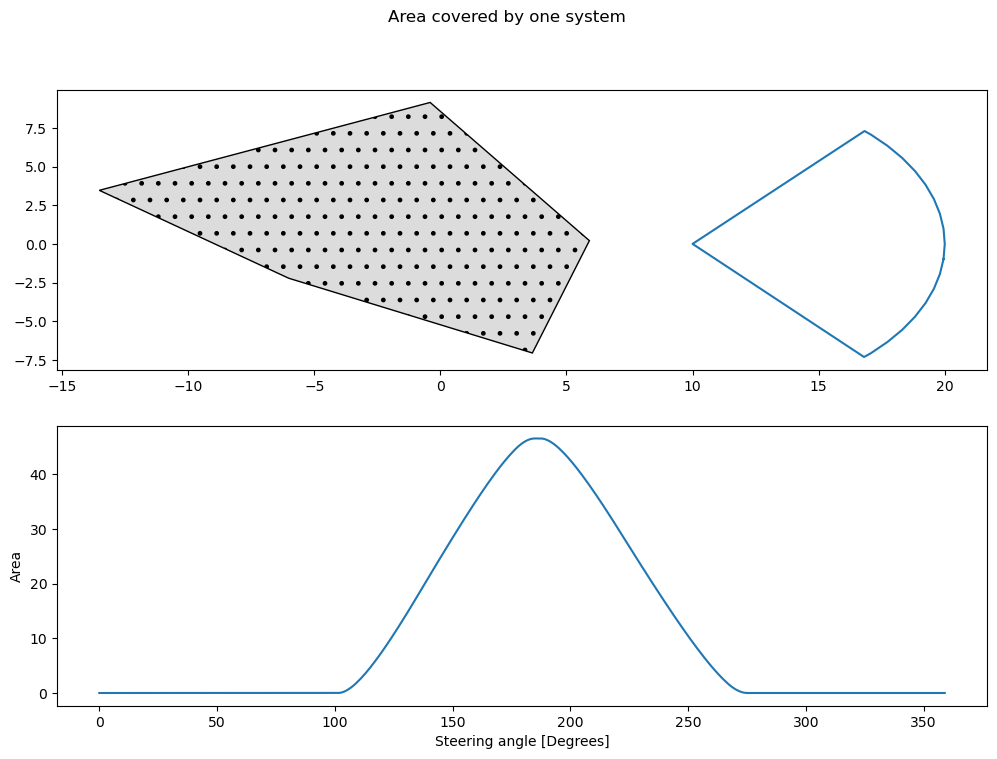 Area covered by one system
7.5
5.0
2.5
0.0
−2.5
−5.0
−7.5
−15 −10 −5 0 5 10 15 20
Area
40
30
20
10
0
0 50 100 150 200 250 300 350
Steering angle [Degrees]